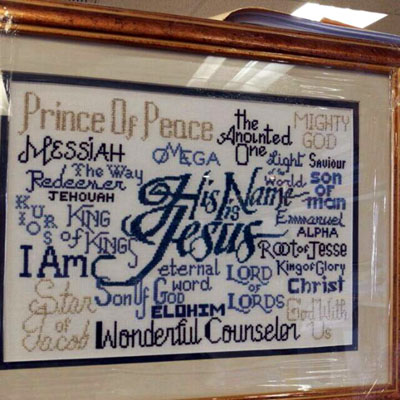 Prince Of Peace
the
Anointed
One
MIGHTY
GOD
MESSIAH
OMEGA
Light
World
Saviour
The Way
Redeemer
JEHOVAH
son
of
man
His Name
is
Jesus
KURIOS
KING
of KINGS
Emmanuel
ALPHA
Root of Jesse
I Am
eternal
word
LORD
OF
LORDS
King of Glory
Christ
Star
of
Jacob
Son Of God
ELOHIM
God With
Us
Wonderful Counselor